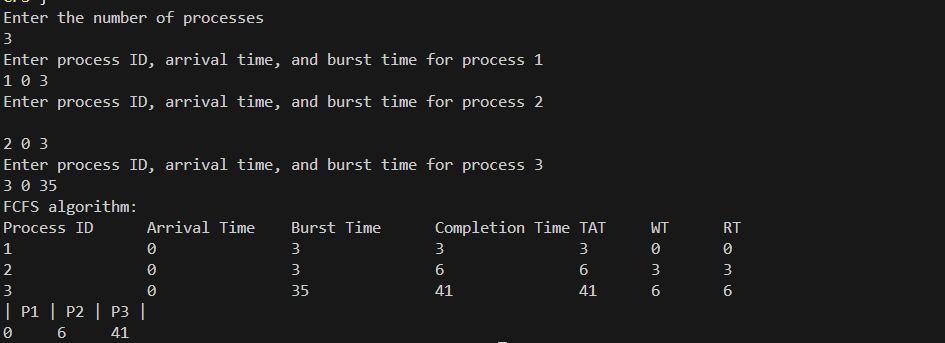 Enter the number of processes
3
Enter process ID, arrival time, and burst time for process 1
1 0 3
Enter process ID, arrival time, and burst time for process 2
2 0 3
Enter process ID, arrival time, and burst time for process 3
3 0 35
FCFS algorithm:
Process ID Arrival Time Burst Time Completion Time TAT WT RT
1 0 3 3 3 0 0
2 0 3 6 6 3 3
3 0 35 41 41 6 6
| P1 | P2 | P3 |
0 6 41